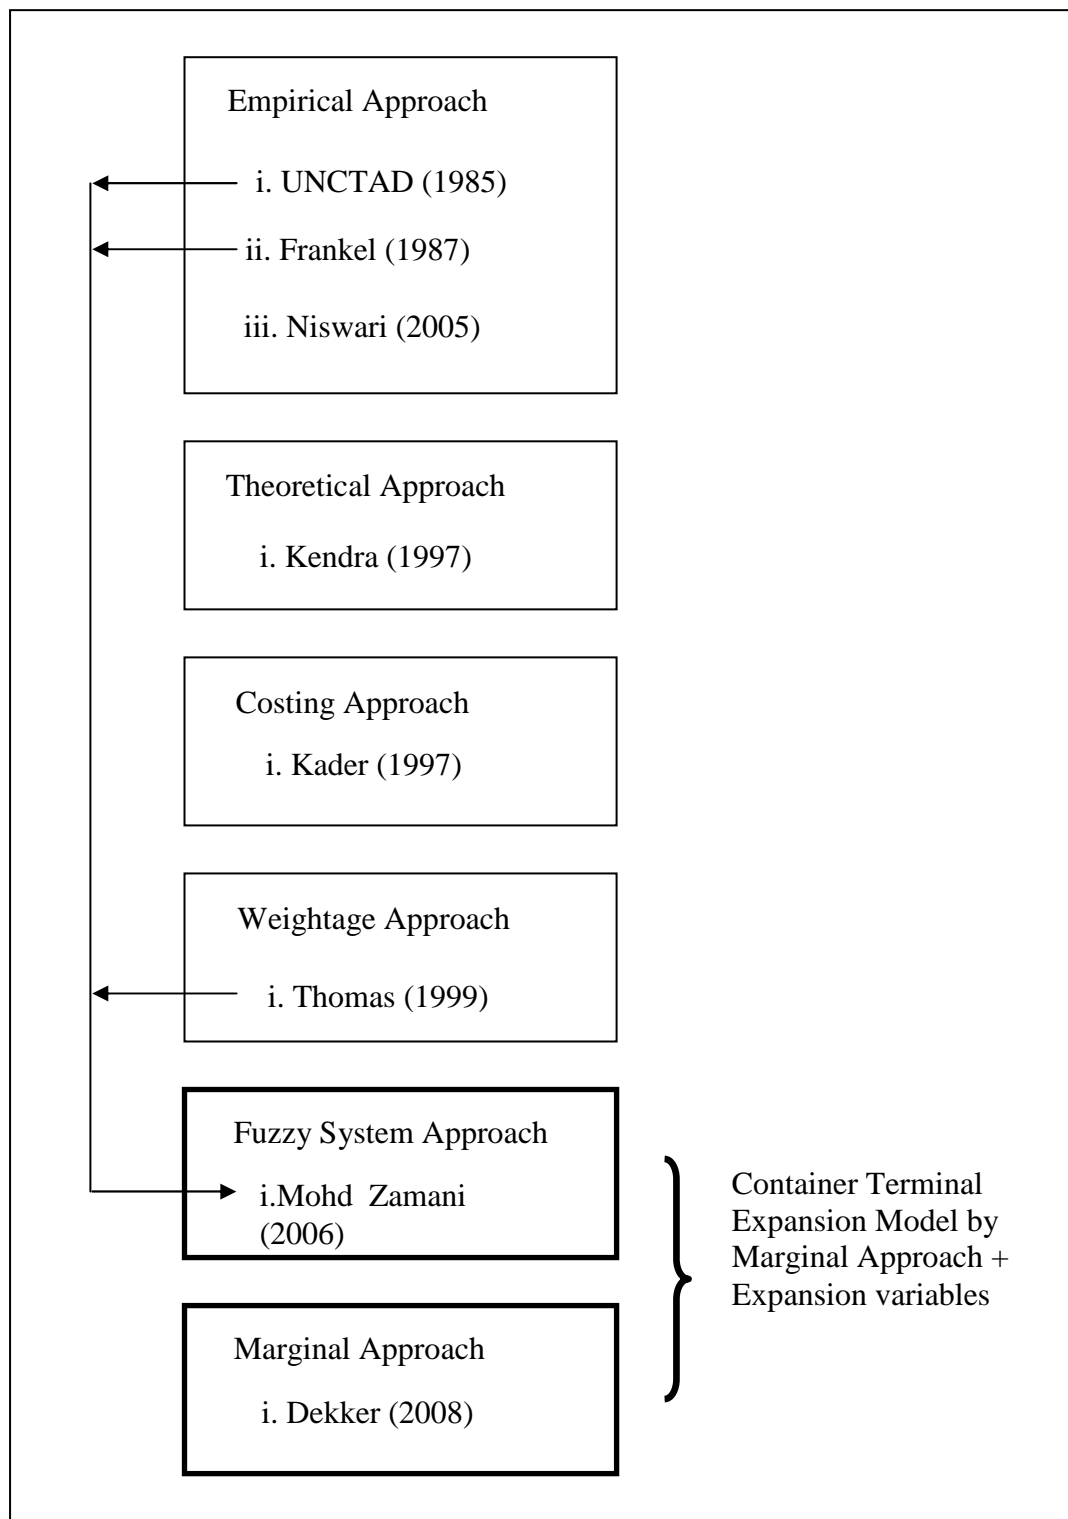 Empirical Approach
i. UNCTAD (1985)
ii. Frankel (1987)
iii. Niswari (2005)
Theoretical Approach
i. Kendra (1997)
Costing Approach
i. Kader (1997)
Weightage Approach
i. Thomas (1999)
Fuzzy System Approach
i.Mohd Zamani
(2006)
Marginal Approach
i. Dekker (2008)
Container Terminal
Expansion Model by
Marginal Approach +
Expansion variables